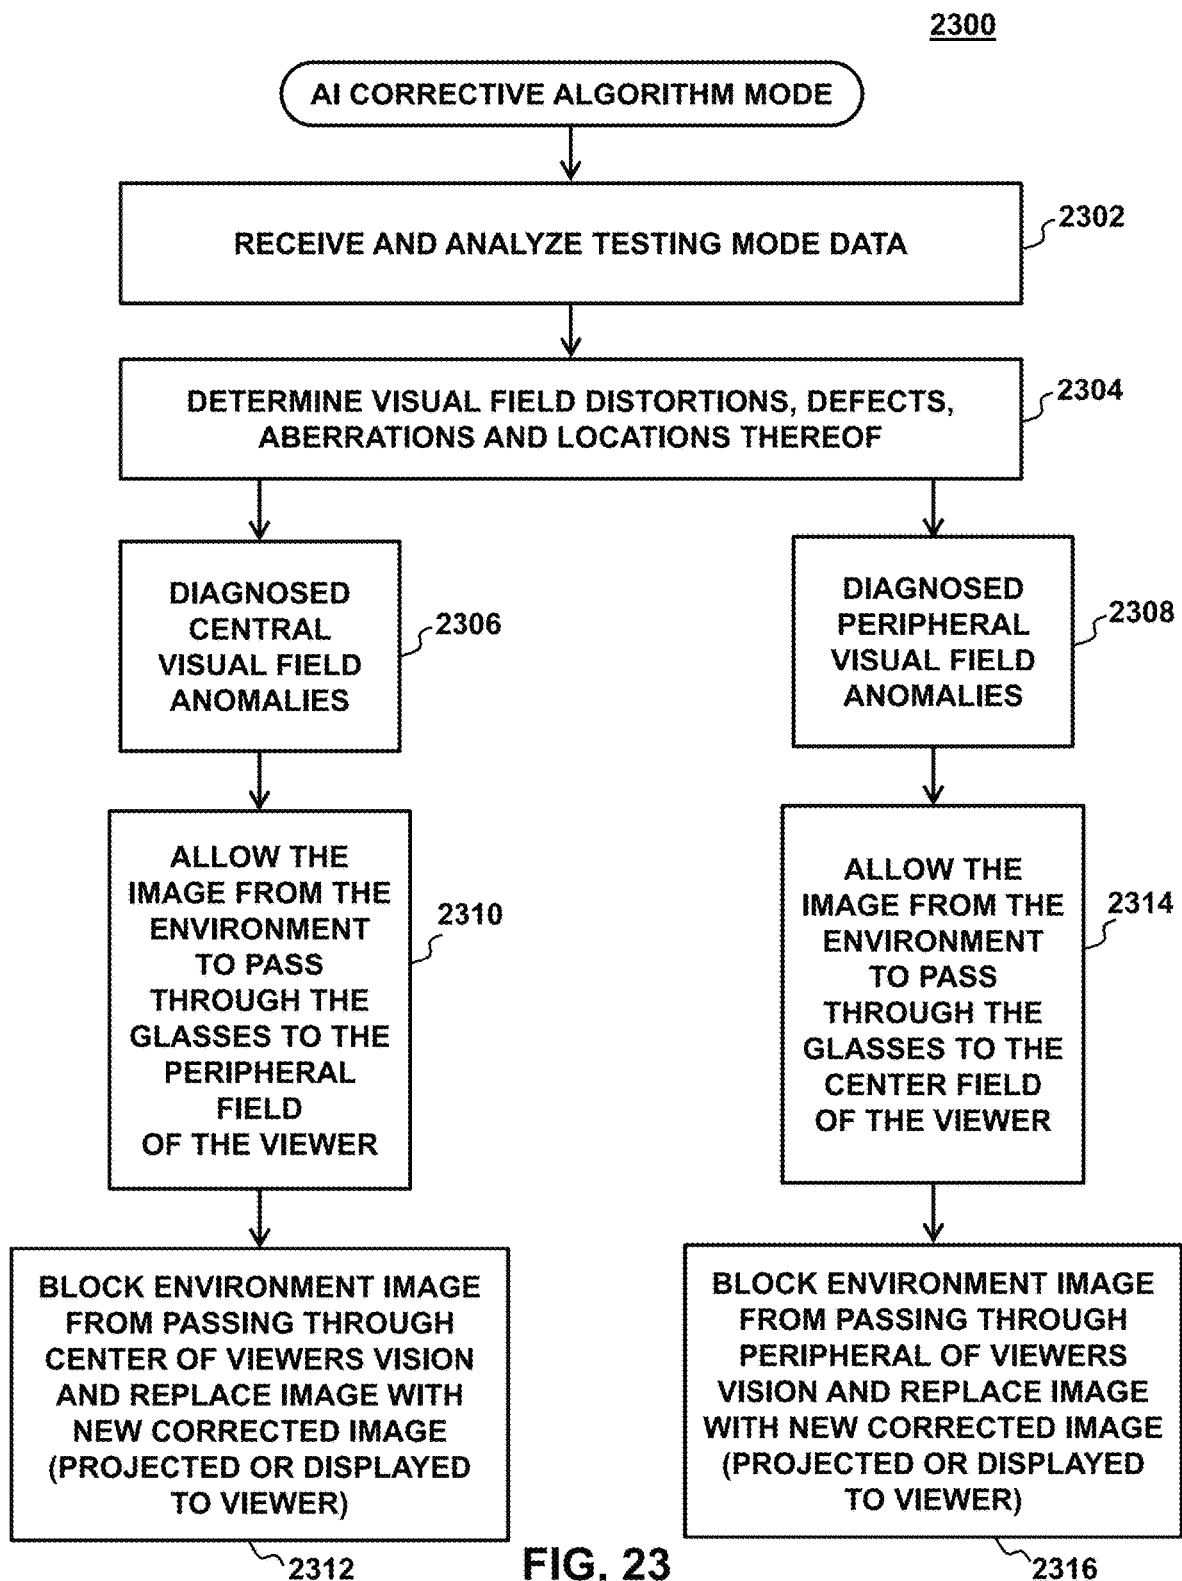 2300
AI CORRECTIVE ALGORITHM MODE
RECEIVE AND ANALYZE TESTING MODE DATA
2302
DETERMINE VISUAL FIELD DISTORTIONS, DEFECTS,
ABERRATIONS AND LOCATIONS THEREOF
2304
DIAGNOSED
CENTRAL
VISUAL FIELD
ANOMALIES
2306
DIAGNOSED
PERIPHERAL
VISUAL FIELD
ANOMALIES
2308
ALLOW THE
IMAGE FROM THE
ENVIRONMENT
TO PASS
THROUGH THE
GLASSES TO THE
PERIPHERAL
FIELD
OF THE VIEWER
2310
ALLOW THE
IMAGE FROM THE
ENVIRONMENT
TO PASS
THROUGH THE
GLASSES TO THE
CENTER FIELD
OF THE VIEWER
2314
BLOCK ENVIRONMENT IMAGE
FROM PASSING THROUGH
CENTER OF VIEWERS VISION
AND REPLACE IMAGE WITH
NEW CORRECTED IMAGE
(PROJECTED OR DISPLAYED
TO VIEWER)
2312
BLOCK ENVIRONMENT IMAGE
FROM PASSING THROUGH
PERIPHERAL OF VIEWERS
VISION AND REPLACE IMAGE
WITH NEW CORRECTED IMAGE
(PROJECTED OR DISPLAYED
TO VIEWER)
2316
FIG. 23